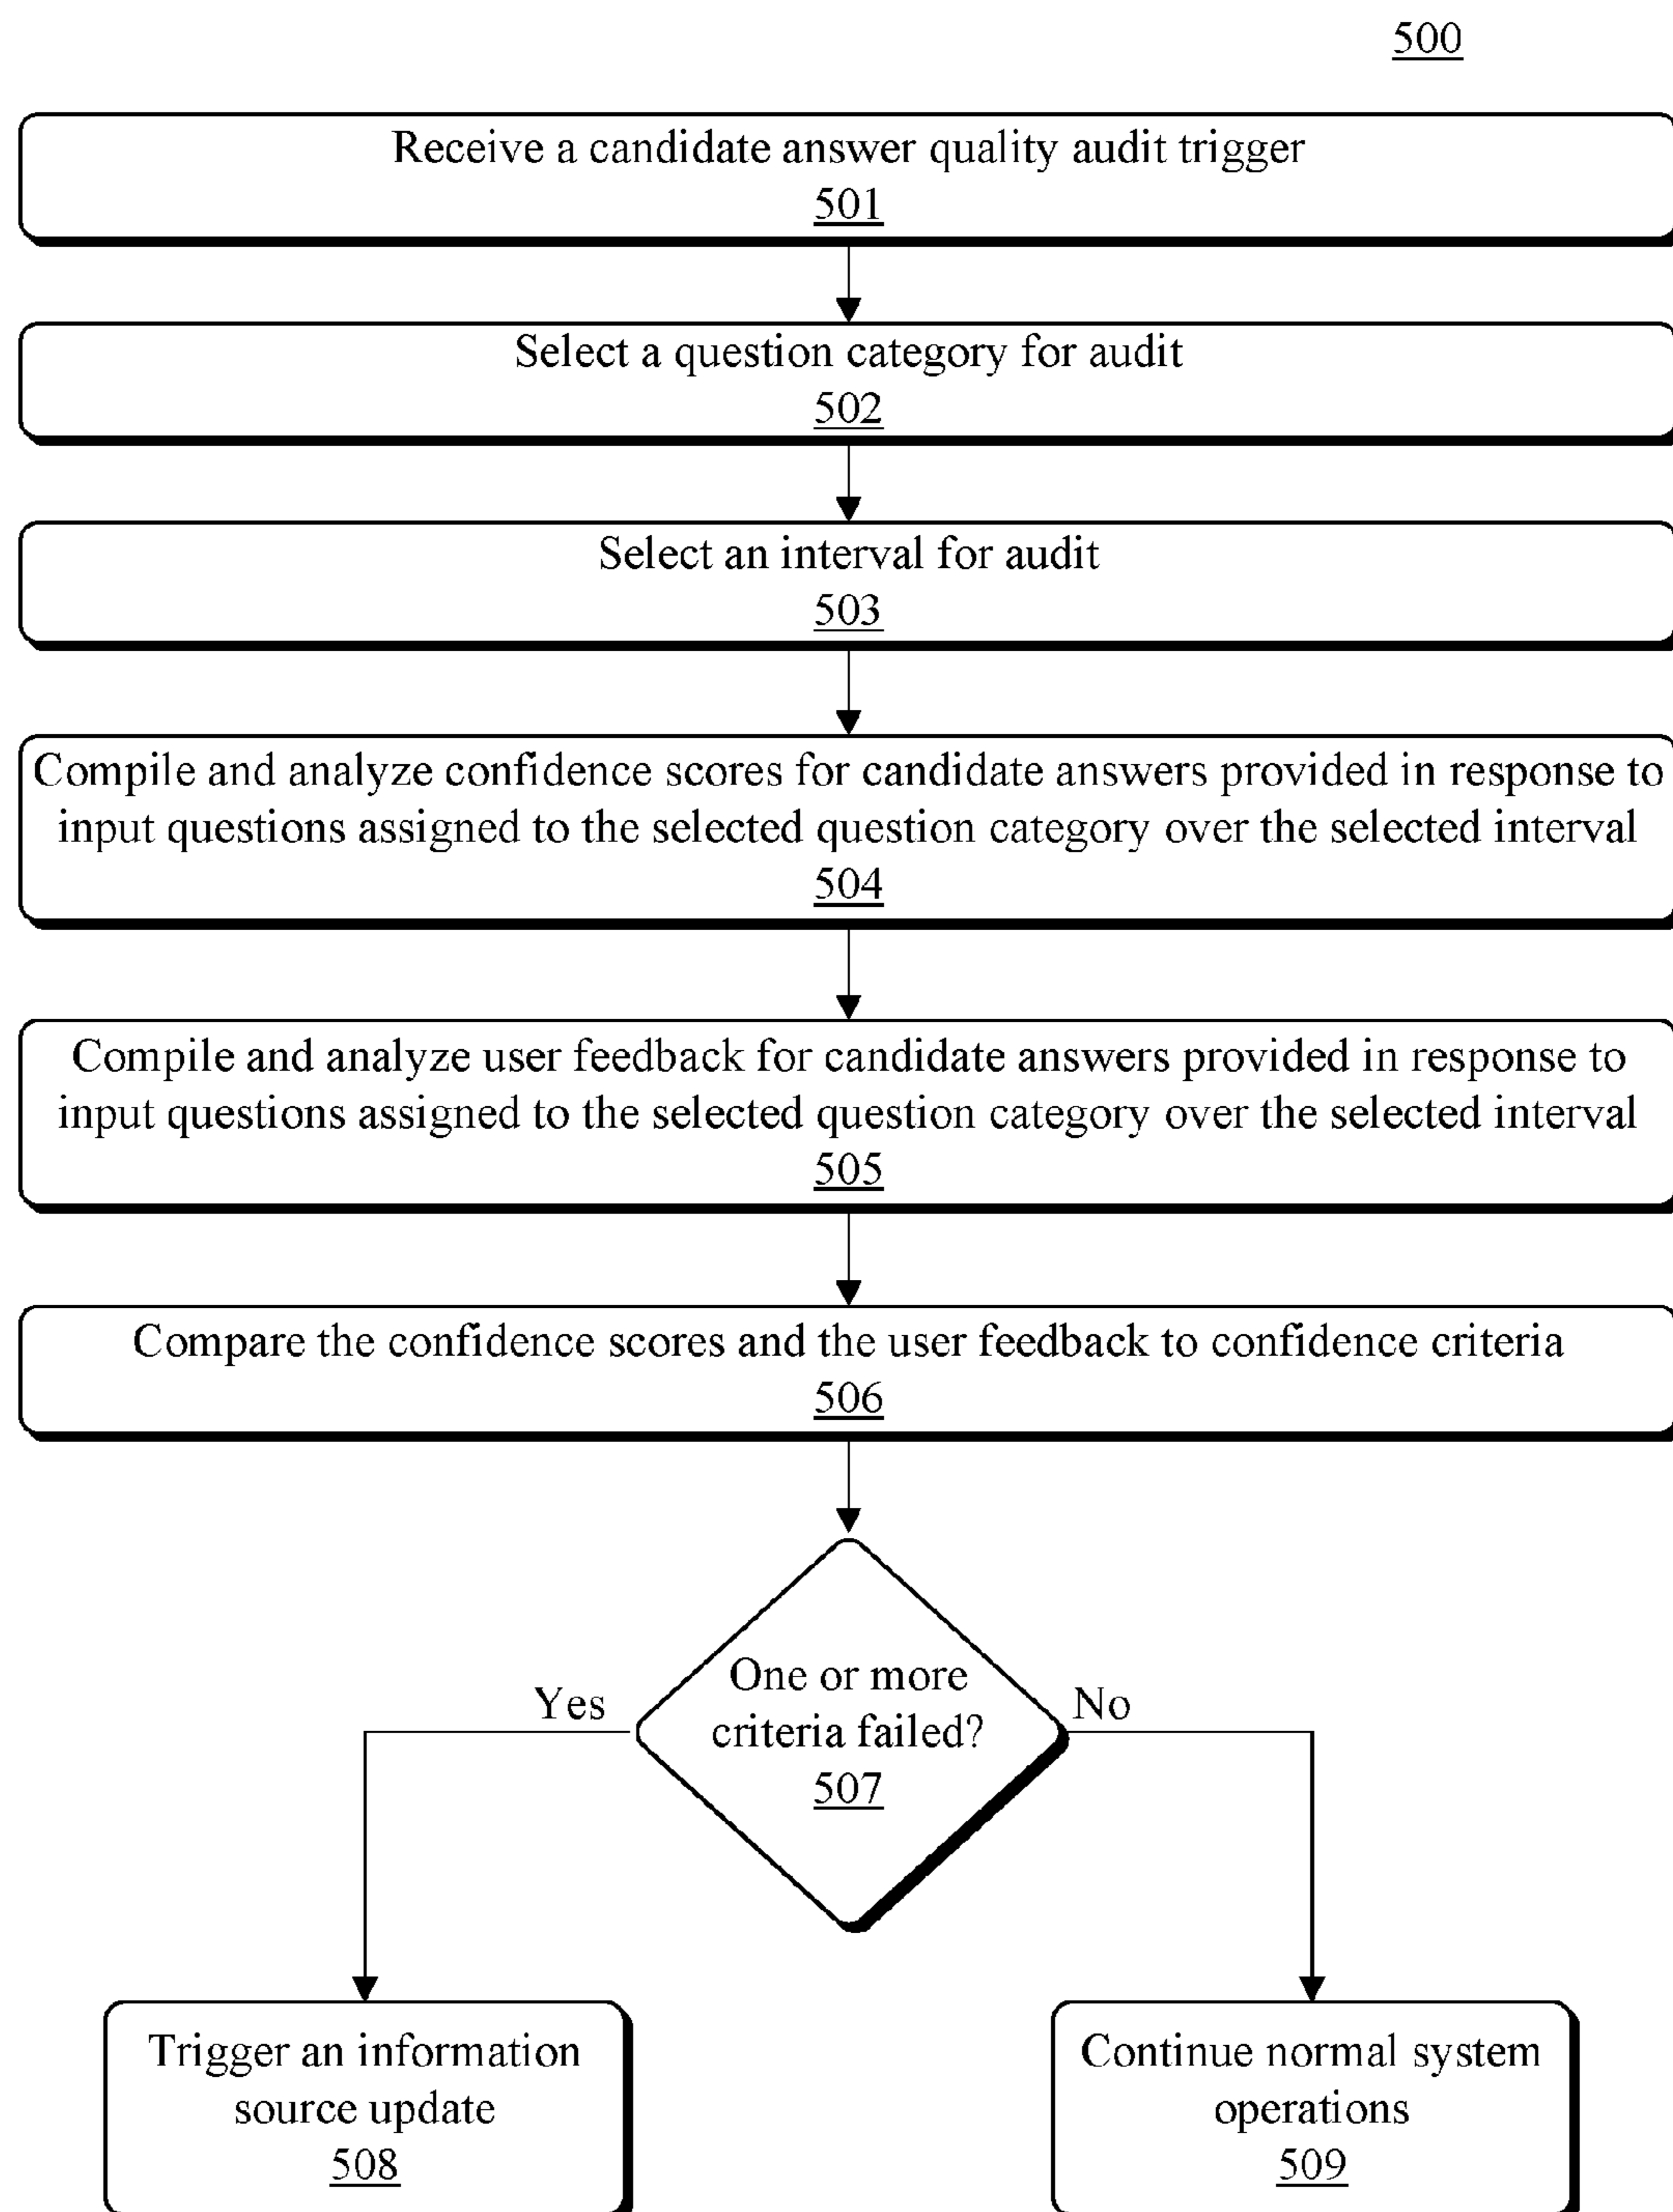 500
Receive a candidate answer quality audit trigger
501
Select a question category for audit
502
Select an interval for audit
503
Compile and analyze confidence scores for candidate answers provided in response to
input questions assigned to the selected question category over the selected interval
504
Compile and analyze user feedback for candidate answers provided in response to
input questions assigned to the selected question category over the selected interval
505
Compare the confidence scores and the user feedback to confidence criteria
506
One or more
criteria failed?
507
Yes
No
Trigger an information
source update
508
Continue normal system
operations
509